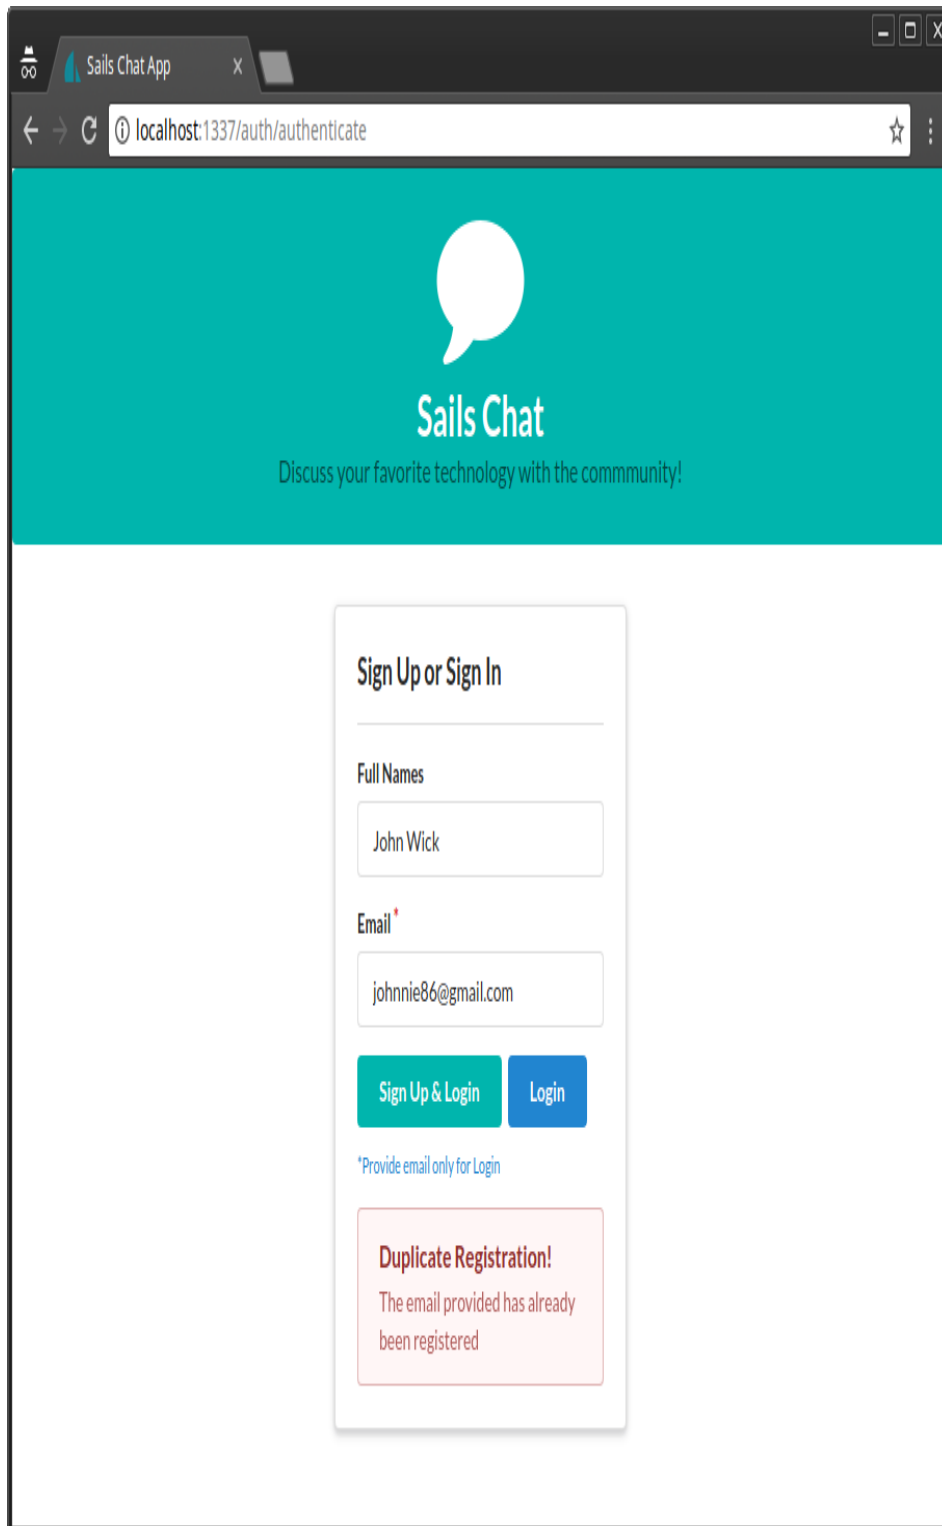 Sails Chat App
localhost:1337/auth/authenticate
Sails Chat
Discuss your favorite technology with the commmunity!
Sign Up or Sign In
Full Names
John Wick
Email *
johnnie86@gmail.com
Sign Up & Login Login
*Provide email only for Login
Duplicate Registration!
The email provided has already
been registered